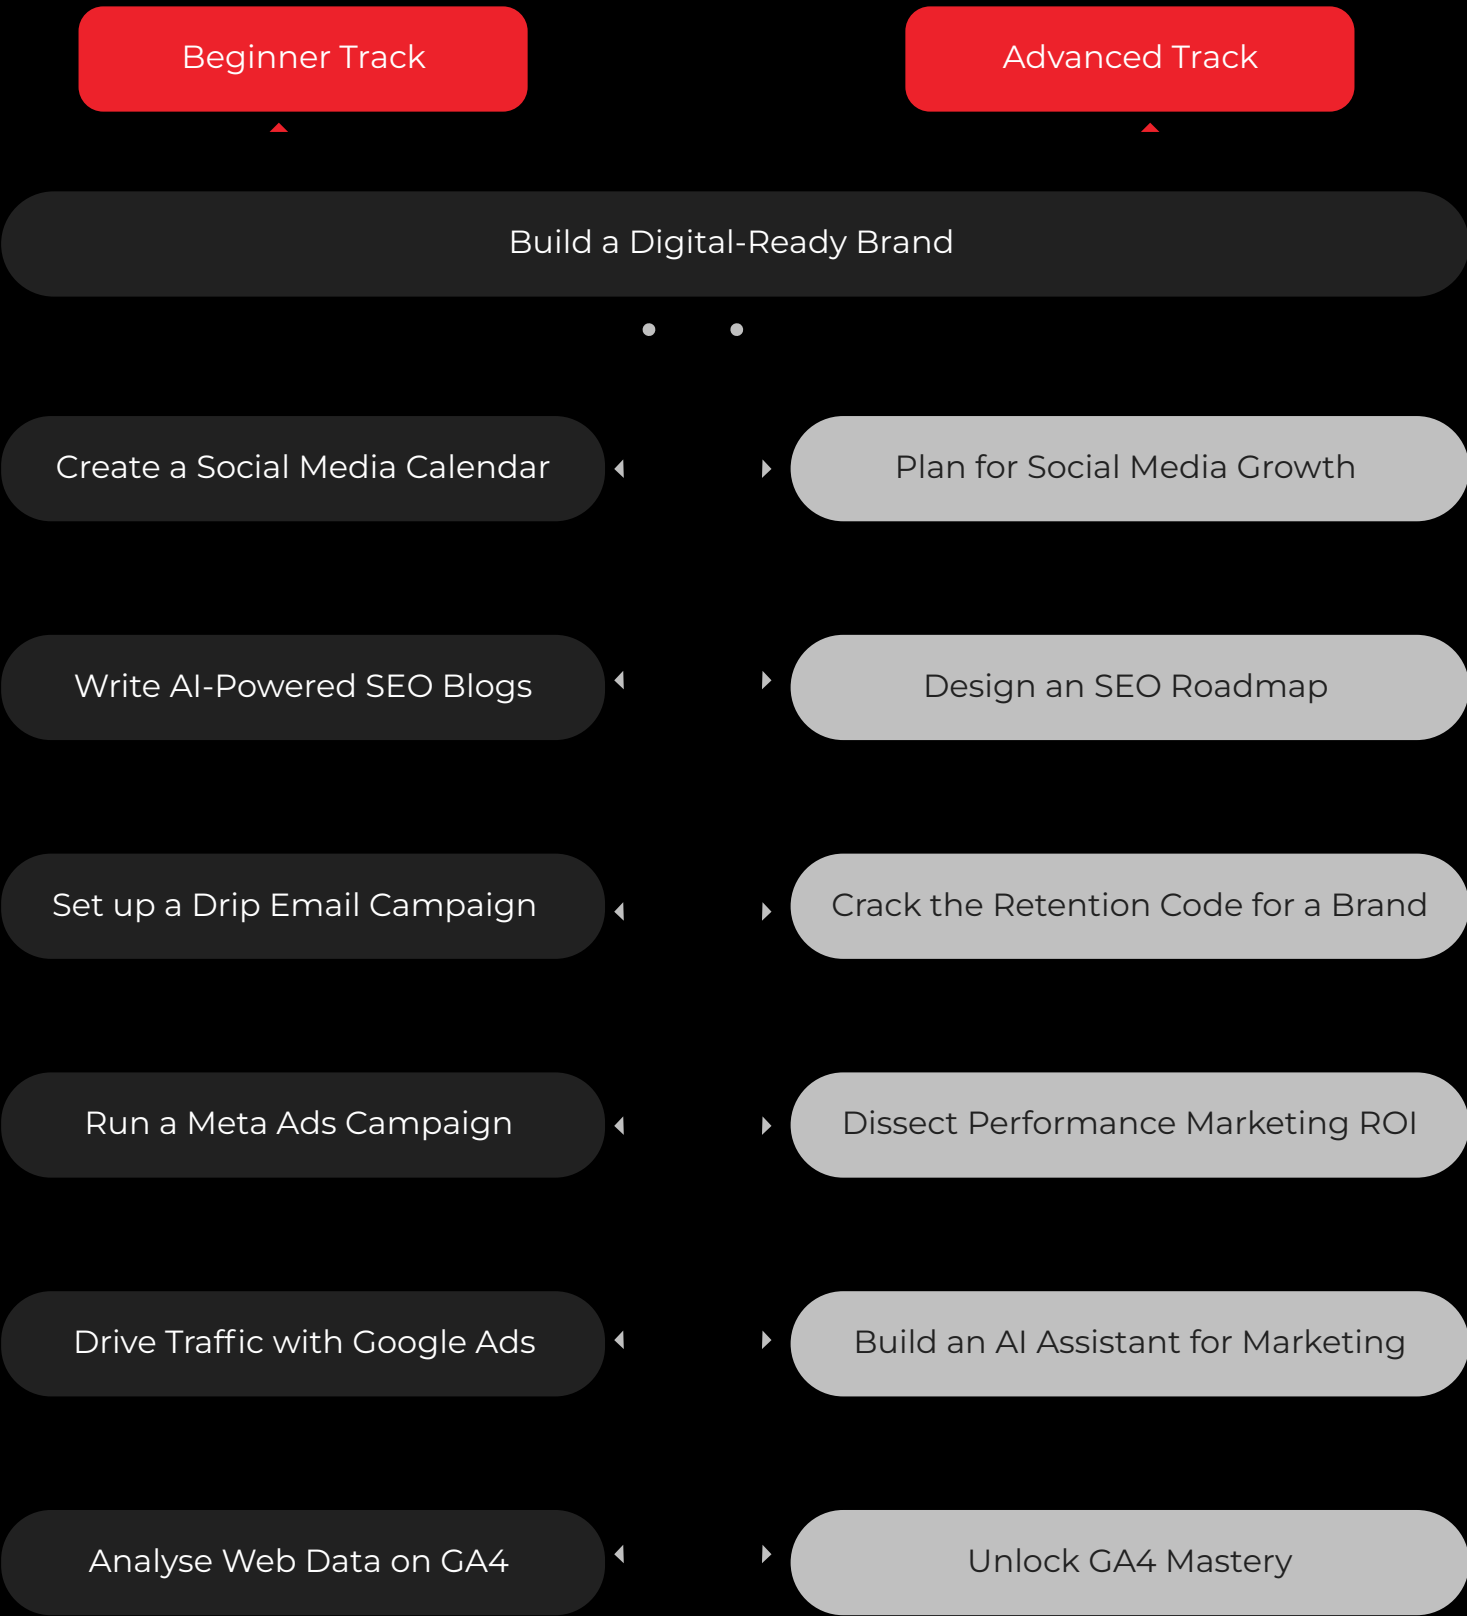 Beginner Track
Advanced Track
Build a Digital-Ready Brand
Create a Social Media Calendar
Plan for Social Media Growth
Write AI-Powered SEO Blogs
Design an SEO Roadmap
Set up a Drip Email Campaign
Crack the Retention Code for a Brand
Run a Meta Ads Campaign
Dissect Performance Marketing ROI
Drive Traffic with Google Ads
Build an AI Assistant for Marketing
Analyse Web Data on GA4
Unlock GA4 Mastery